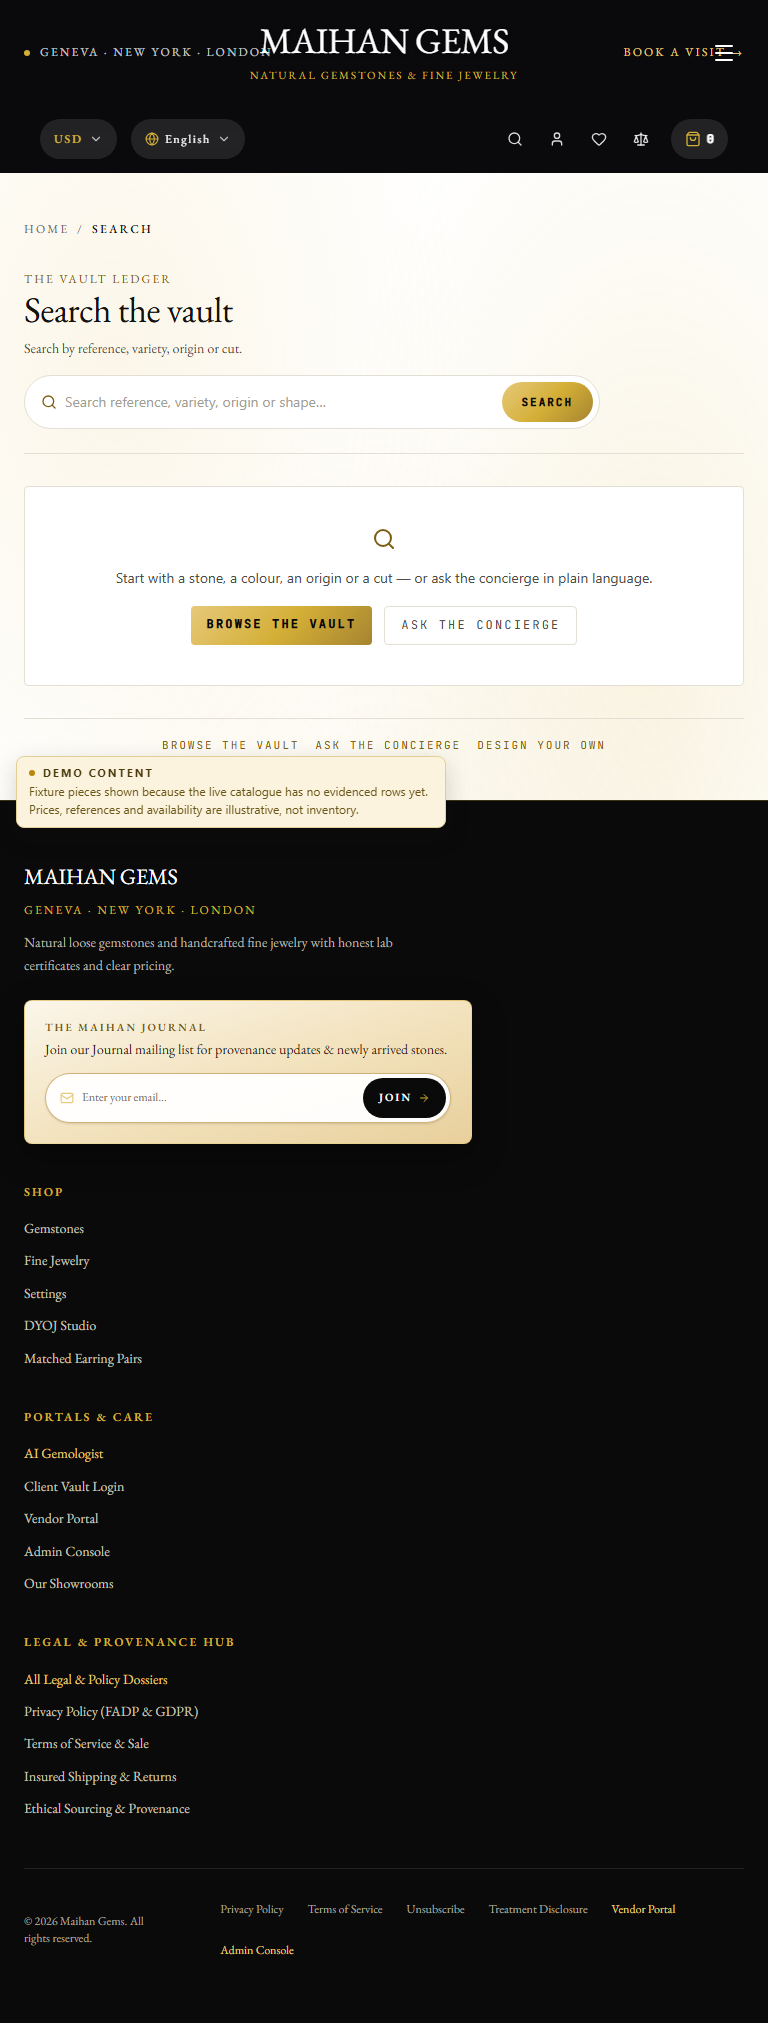 GENEVA · NEW YORK · LONDON
MAIHAN GEMS
NATURAL GEMSTONES & FINE JEWELRY
BOOK A VISIT →
USD
English
0
HOME / SEARCH
THE VAULT LEDGER
Search the vault
Search by reference, variety, origin or cut.
Search reference, variety, origin or shape...
SEARCH
Start with a stone, a colour, an origin or a cut — or ask the concierge in plain language.
BROWSE THE VAULT
ASK THE CONCIERGE
BROWSE THE VAULT ASK THE CONCIERGE DESIGN YOUR OWN
DEMO CONTENT
Fixture pieces shown because the live catalogue has no evidenced rows yet.
Prices, references and availability are illustrative, not inventory.
MAIHAN GEMS
GENEVA · NEW YORK · LONDON
Natural loose gemstones and handcrafted fine jewelry with honest lab
certificates and clear pricing.
THE MAIHAN JOURNAL
Join our Journal mailing list for provenance updates & newly arrived stones.
Enter your email...
JOIN →
SHOP
Gemstones
Fine Jewelry
Settings
DYOJ Studio
Matched Earring Pairs
PORTALS & CARE
AI Gemologist
Client Vault Login
Vendor Portal
Admin Console
Our Showrooms
LEGAL & PROVENANCE HUB
All Legal & Policy Dossiers
Privacy Policy (FADP & GDPR)
Terms of Service & Sale
Insured Shipping & Returns
Ethical Sourcing & Provenance
© 2026 Maihan Gems. All
rights reserved.
Privacy Policy Terms of Service Unsubscribe Treatment Disclosure Vendor Portal
Admin Console